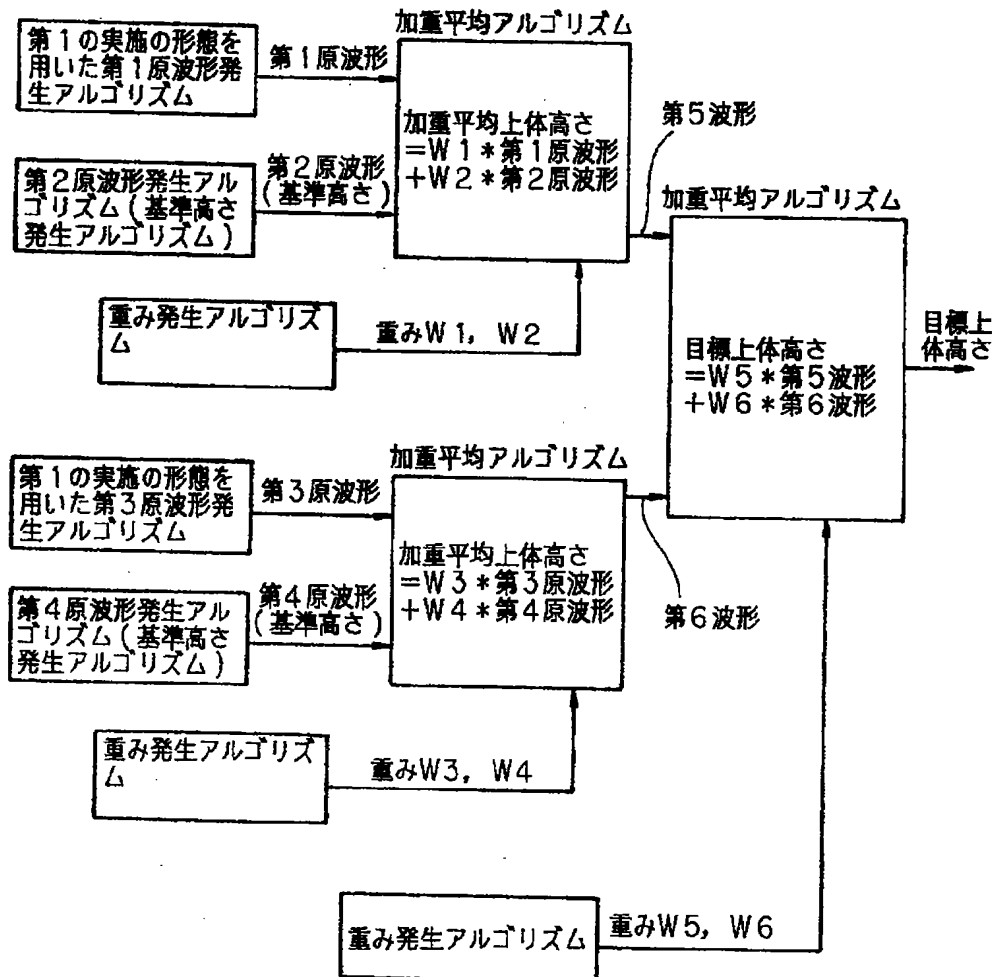 加重平均アルゴリズム
第1の実施の形態を
用いた第1原波形発
生アルゴリズム
第1原波形
加重平均上体高さ
=W1*第1原波形
+W2*第2原波形
第5波形
第2原波形発生アル
ゴリズム(基準高さ
発生アルゴリズム)
第2原波形
(基準高さ)
加重平均アルゴリズム
重み発生アルゴリズ
ム
重みW1, W2
目標上体高さ
=W5*第5波形
+W6*第6波形
目標上
体高さ
加重平均アルゴリズム
第1の実施の形態を
用いた第3原波形発
生アルゴリズム
第3原波形
加重平均上体高さ
=W3*第3原波形
+W4*第4原波形
第6波形
第4原波形発生アル
ゴリズム(基準高さ
発生アルゴリズム)
第4原波形
(基準高さ)
重み発生アルゴリズ
ム
重みW3, W4
重み発生アルゴリズム
重みW5, W6